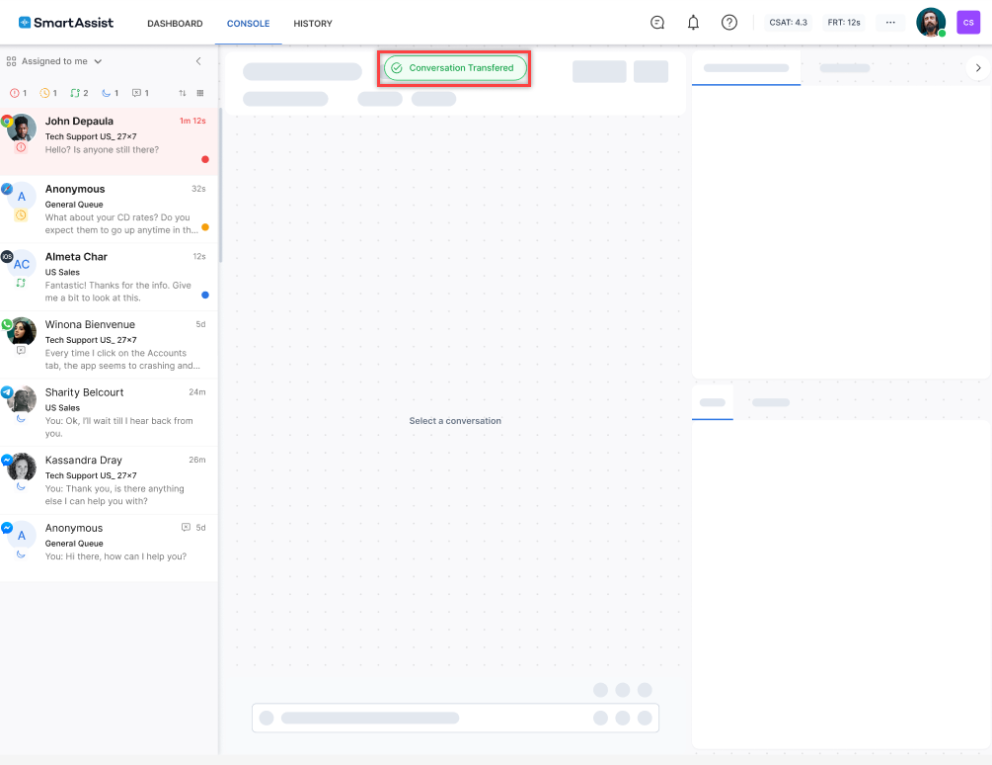 SmartAssist
DASHBOARD
CONSOLE
HISTORY
CSAT: 4.3
FRT: 12s
CS
Assigned to me
1
1
2
1
1
Conversation Transfered
John Depaula
1m 12s
Tech Support US_ 27×7
Hello? Is anyone still there?
A
Anonymous
32s
General Queue
What about your CD rates? Do you
expect them to go up anytime in th...
iOS
AC
Almeta Char
12s
US Sales
Fantastic! Thanks for the info. Give
me a bit to look at this.
Winona Bienvenue
5d
Tech Support US_ 27×7
Every time I click on the Accounts
tab, the app seems to crashing and...
Sharity Belcourt
24m
US Sales
You: Ok, I'll wait till I hear back from
you.
Kassandra Dray
26m
Tech Support US_ 27×7
You: Thank you, is there anything
else I can help you with?
A
Anonymous
5d
General Queue
You: Hi there, how can I help you?
Select a conversation